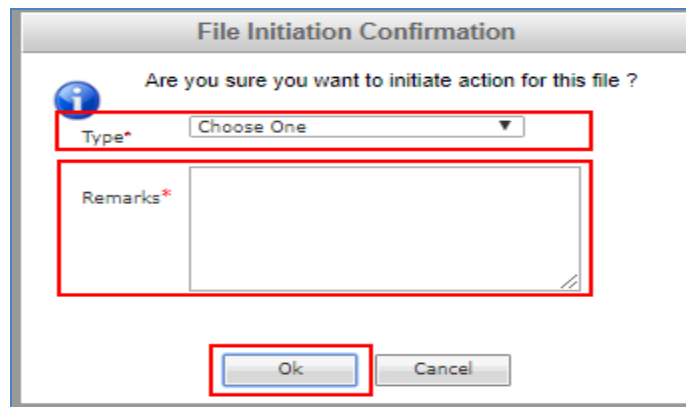 File Initiation Confirmation
Are you sure you want to initiate action for this file ?
Type*
Choose One
Remarks*
Ok
Cancel